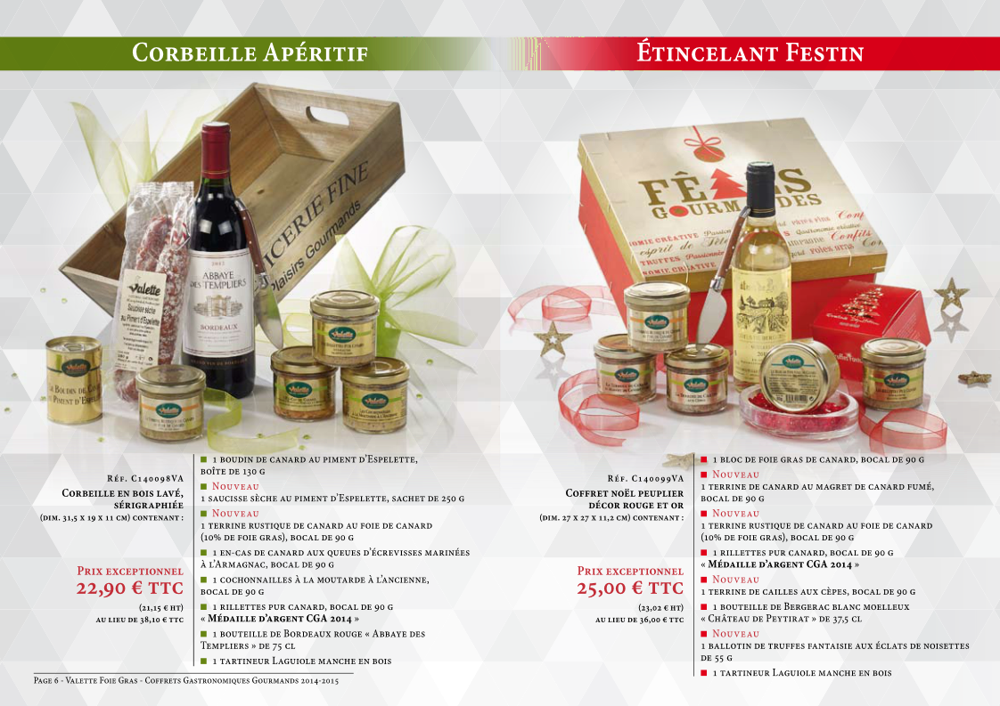 Corbeille Apéritif
EPICERIE FINE
Plaisirs Gourmands
Valette
Saucisse sèche
au Piment d'Espelette
2012
ABBAYE
DES TEMPLIERS
BORDEAUX
Réf. C140098VA
Corbeille en bois lavé,
sérigraphiée
(dim. 31,5 x 19 x 11 cm) contenant :
Prix exceptionnel
22,90 € TTC
(21,15 € HT)
au lieu de 38,10 € TTC
1 boudin de canard au piment d'Espelette,
boîte de 130 g
Nouveau
1 saucisse sèche au piment d'Espelette, sachet de 250 g
Nouveau
1 terrine rustique de canard au foie de canard
(10% de foie gras), bocal de 90 g
1 en-cas de canard aux queues d'écrevisses marinées
à l'Armagnac, bocal de 90 g
1 cochonnailles à la moutarde à l'ancienne,
bocal de 90 g
1 rillettes pur canard, bocal de 90 g
« Médaille d'argent CGA 2014 »
1 bouteille de Bordeaux rouge « Abbaye des
Templiers » de 75 cl
1 tartineur Laguiole manche en bois
Page 6 - Valette Foie Gras - Coffrets Gastronomiques Gourmands 2014-2015
Étincelant Festin
FÊTES
GOURMANDES
Réf. C140099VA
Coffret noël peuplier
décor rouge et or
(dim. 27 x 27 x 11,2 cm) contenant :
Prix exceptionnel
25,00 € TTC
(23,02 € HT)
au lieu de 36,00 € TTC
1 bloc de foie gras de canard, bocal de 90 g
Nouveau
1 terrine de canard au magret de canard fumé,
bocal de 90 g
Nouveau
1 terrine rustique de canard au foie de canard
(10% de foie gras), bocal de 90 g
1 rillettes pur canard, bocal de 90 g
« Médaille d'argent CGA 2014 »
Nouveau
1 terrine de cailles aux cèpes, bocal de 90 g
1 bouteille de Bergerac blanc moelleux
« Château de Peytirat » de 37,5 cl
Nouveau
1 ballotin de truffes fantaisie aux éclats de noisettes
de 55 g
1 tartineur Laguiole manche en bois